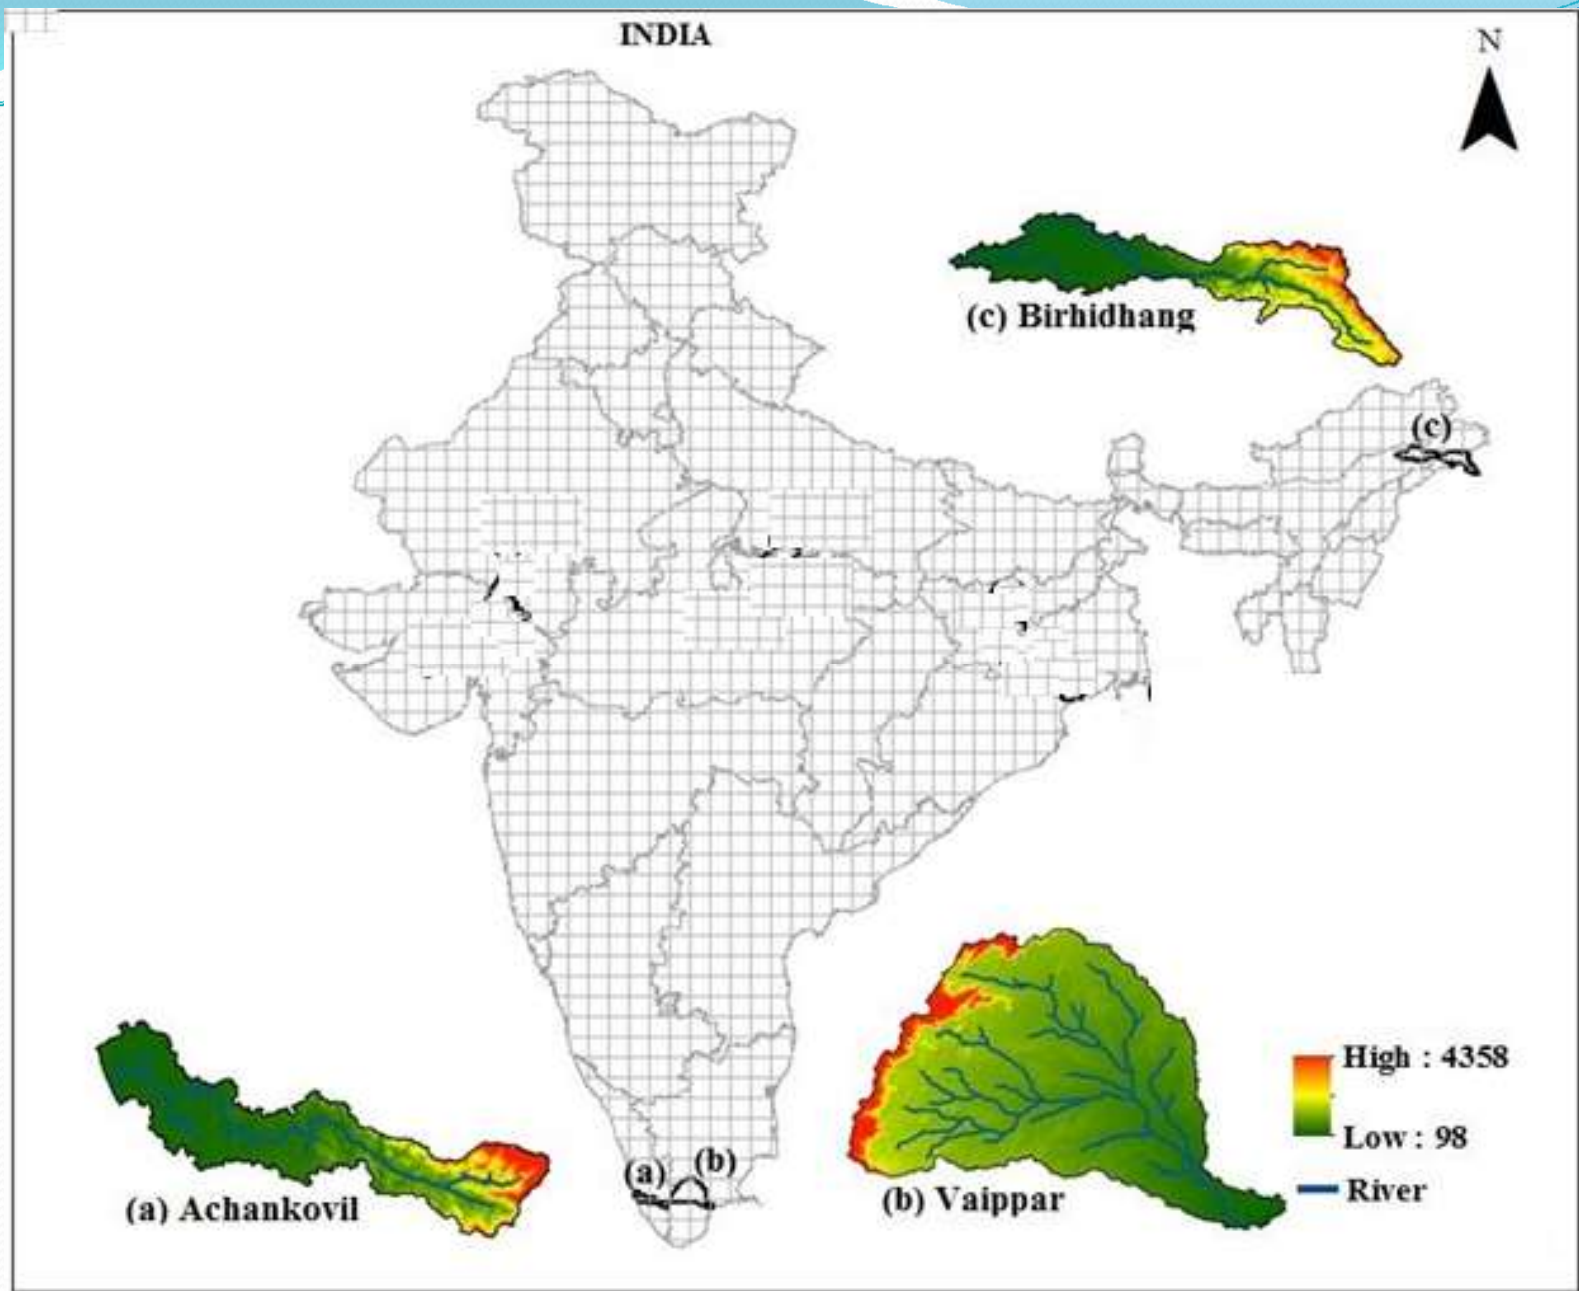 INDIA
N
(c) Birhidhang
(c)
High : 4358
Low : 98
River
(a)
(b)
(a) Achankovil
(b) Vaippar